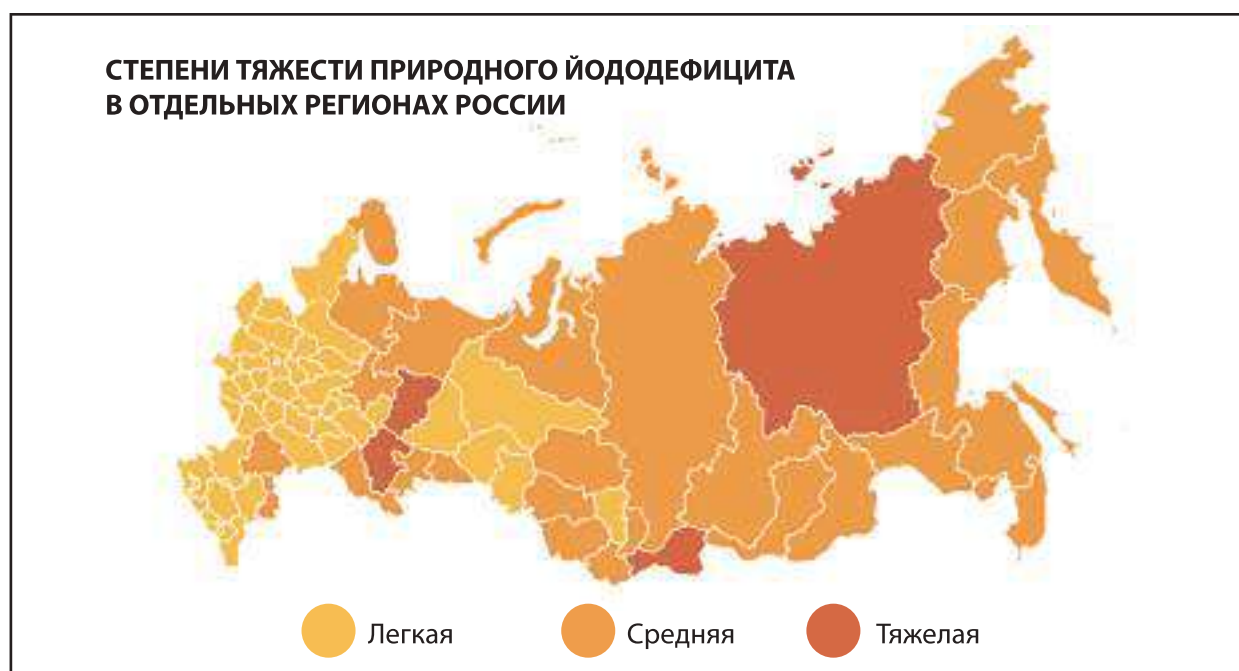 СТЕПЕНИ ТЯЖЕСТИ ПРИРОДНОГО ЙОДОДЕФИЦИТА
В ОТДЕЛЬНЫХ РЕГИОНАХ РОССИИ
Легкая
Средняя
Тяжелая